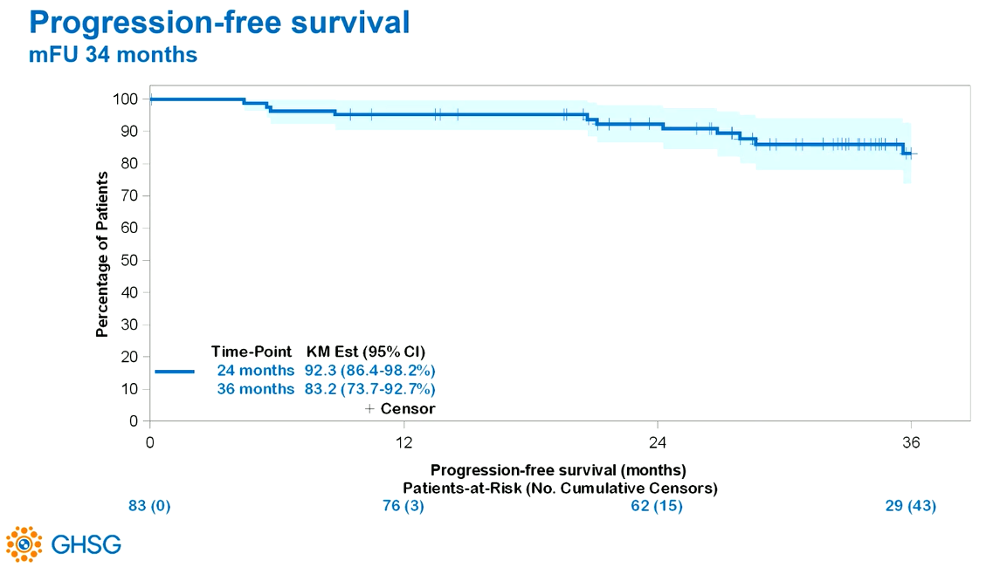 Progression-free survival
mFU 34 months
Percentage of Patients
100
90
80
70
60
50
40
30
20
10
0
Time-Point KM Est (95% CI)
24 months 92.3 (86.4-98.2%)
36 months 83.2 (73.7-92.7%)
+ Censor
0 12 24 36
Progression-free survival (months)
Patients-at-Risk (No. Cumulative Censors)
83 (0) 76 (3) 62 (15) 29 (43)
GHSG